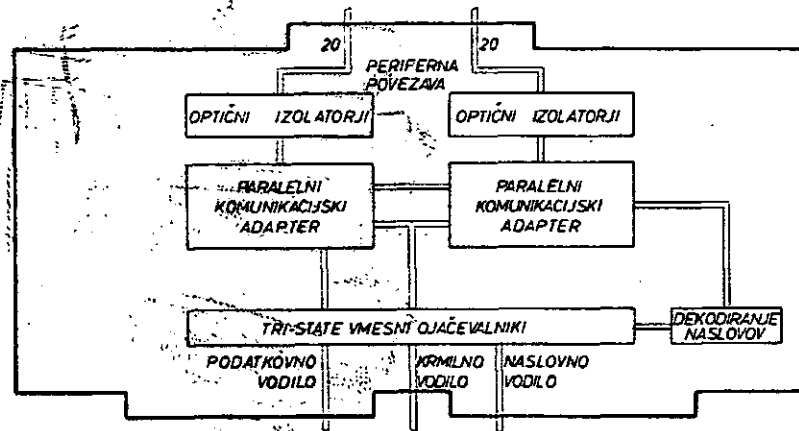 20
20
PERIFERNA
POVEZAVA
OPTIČNI IZOLATORJI
OPTIČNI IZOLATORJI
PARALELNI
KOMUNIKACIJSKI
ADAPTER
PARALELNI
KOMUNIKACIJSKI
ADAPTER
TRI-STATE VMESNI OJAČEVALNIKI
DEKODIRANJE
NASLOVOV
PODATKOVNO
VODILO
KRMILNO
VODILO
NASLOVNO
VODILO